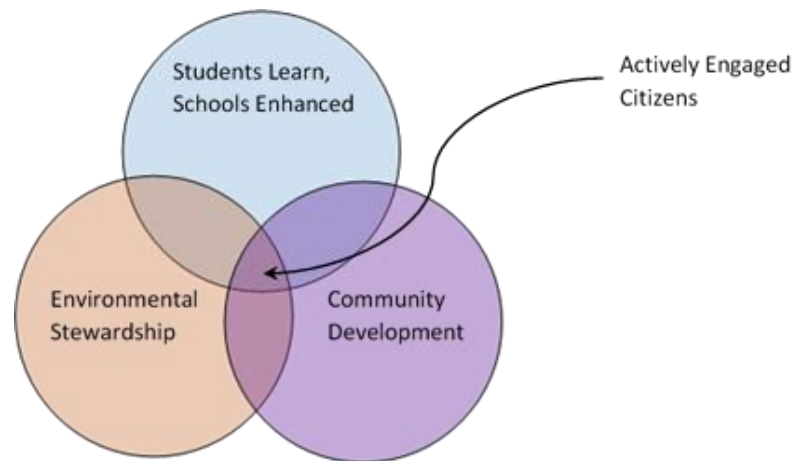 Students Learn,
Schools Enhanced
Actively Engaged
Citizens
Environmental
Stewardship
Community
Development